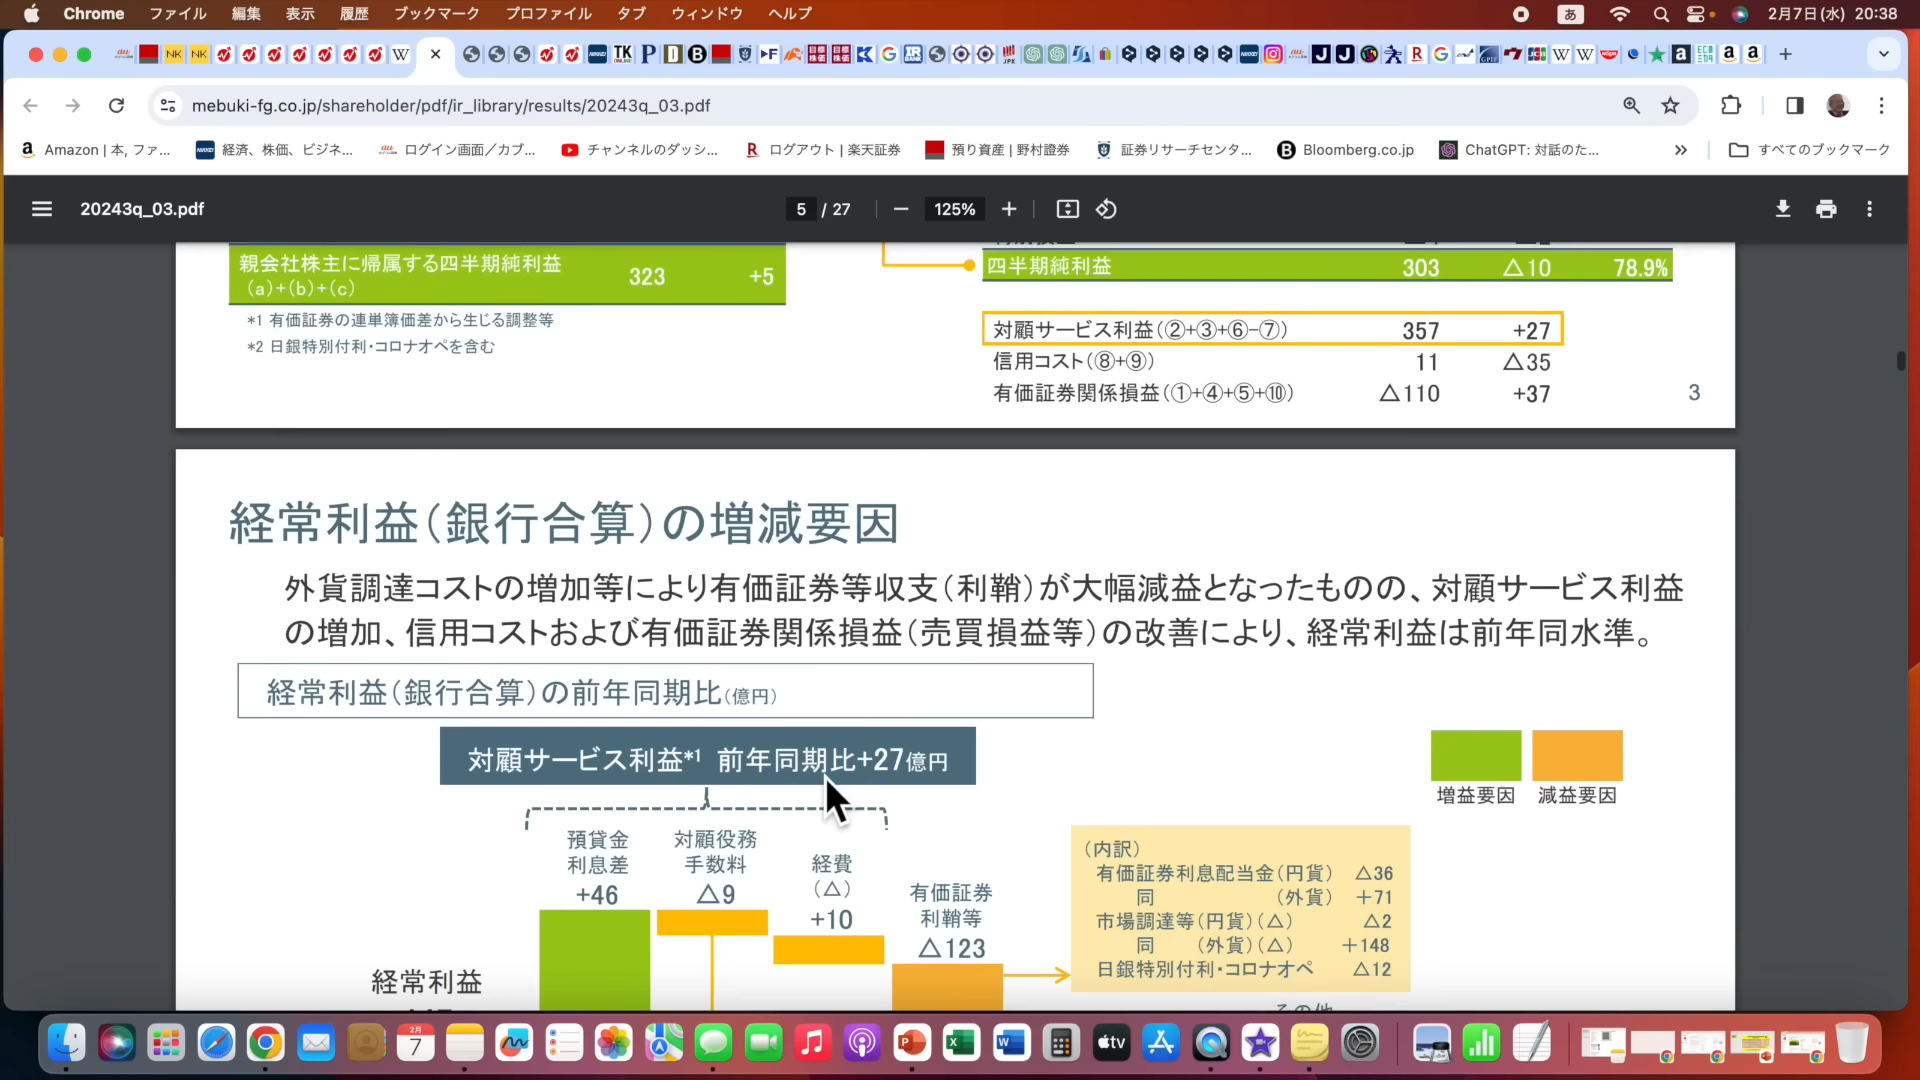 Chrome ファイル 編集 表示 履歴 ブックマーク プロファイル タブ ウィンドウ ヘルプ
あ
2月7日(水) 20:38
mebuki-fg.co.jp/shareholder/pdf/ir_library/results/20243q_03.pdf
Amazon | 本, ファ...
経済、株価、ビジネ...
ログイン画面／カブ...
チャンネルのダッシ...
ログアウト | 楽天証券
預り資産 | 野村證券
証券リサーチセンタ...
Bloomberg.co.jp
ChatGPT: 対話のた...
すべてのブックマーク
20243q_03.pdf
5 / 27
125%
親会社株主に帰属する四半期純利益 323 +5
(a)+(b)+(c)
*1 有価証券の連単簿価差から生じる調整等
*2 日銀特別付利・コロナオペを含む
四半期純利益 303 △10 78.9%
対顧サービス利益(②+③+⑥-⑦) 357 +27
信用コスト(⑧+⑨) 11 △35
有価証券関係損益(①+④+⑤+⑩) △110 +37
3
経常利益（銀行合算）の増減要因
外貨調達コストの増加等により有価証券等収支（利鞘）が大幅減益となったものの、対顧サービス利益
の増加、信用コストおよび有価証券関係損益（売買損益等）の改善により、経常利益は前年同水準。
経常利益（銀行合算）の前年同期比(億円)
対顧サービス利益*1 前年同期比+27億円
増益要因 減益要因
預貸金
利息差
+46
対顧役務
手数料
△9
経費
(△)
+10
有価証券
利鞘等
△123
経常利益
（内訳）
有価証券利息配当金（円貨） △36
同 （外貨） +71
市場調達等（円貨）（△） △2
同 （外貨）（△） +148
日銀特別付利・コロナオペ △12